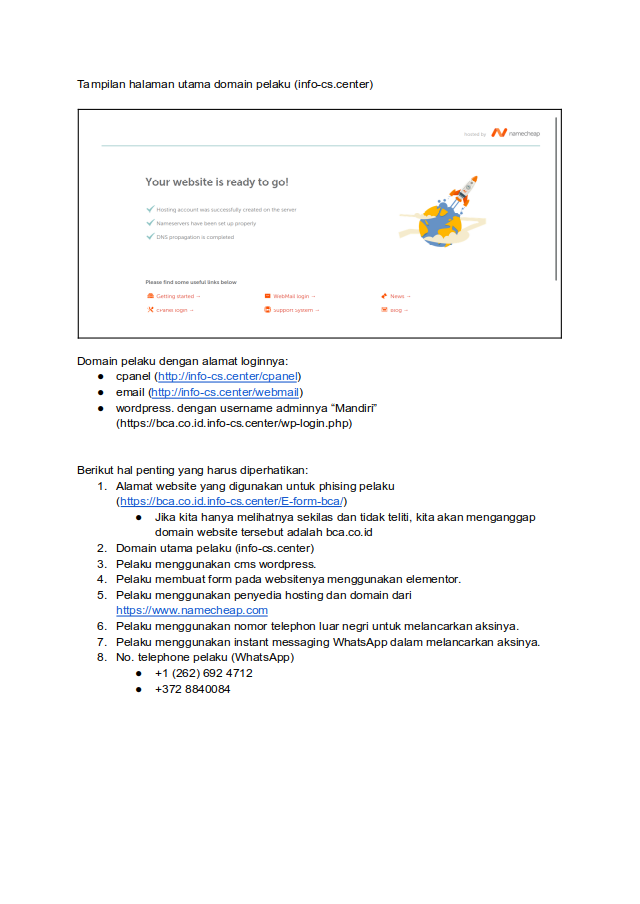 Tampilan halaman utama domain pelaku (info-cs.center)
hosted by namecheap
Your website is ready to go!
Hosting account was successfully created on the server
Nameservers have been set up properly
DNS propagation is completed
Please find some useful links below
Getting started → WebMail login → News →
cPanel login → support system → Blog →
Domain pelaku dengan alamat loginnya:
● cpanel (http://info-cs.center/cpanel)
● email (http://info-cs.center/webmail)
● wordpress. dengan username adminnya “Mandiri”
(https://bca.co.id.info-cs.center/wp-login.php)
Berikut hal penting yang harus diperhatikan:
1. Alamat website yang digunakan untuk phising pelaku
(https://bca.co.id.info-cs.center/E-form-bca/)
● Jika kita hanya melihatnya sekilas dan tidak teliti, kita akan menganggap
domain website tersebut adalah bca.co.id
2. Domain utama pelaku (info-cs.center)
3. Pelaku menggunakan cms wordpress.
4. Pelaku membuat form pada websitenya menggunakan elementor.
5. Pelaku menggunakan penyedia hosting dan domain dari
https://www.namecheap.com
6. Pelaku menggunakan nomor telephon luar negri untuk melancarkan aksinya.
7. Pelaku menggunakan instant messaging WhatsApp dalam melancarkan aksinya.
8. No. telephone pelaku (WhatsApp)
● +1 (262) 692 4712
● +372 8840084